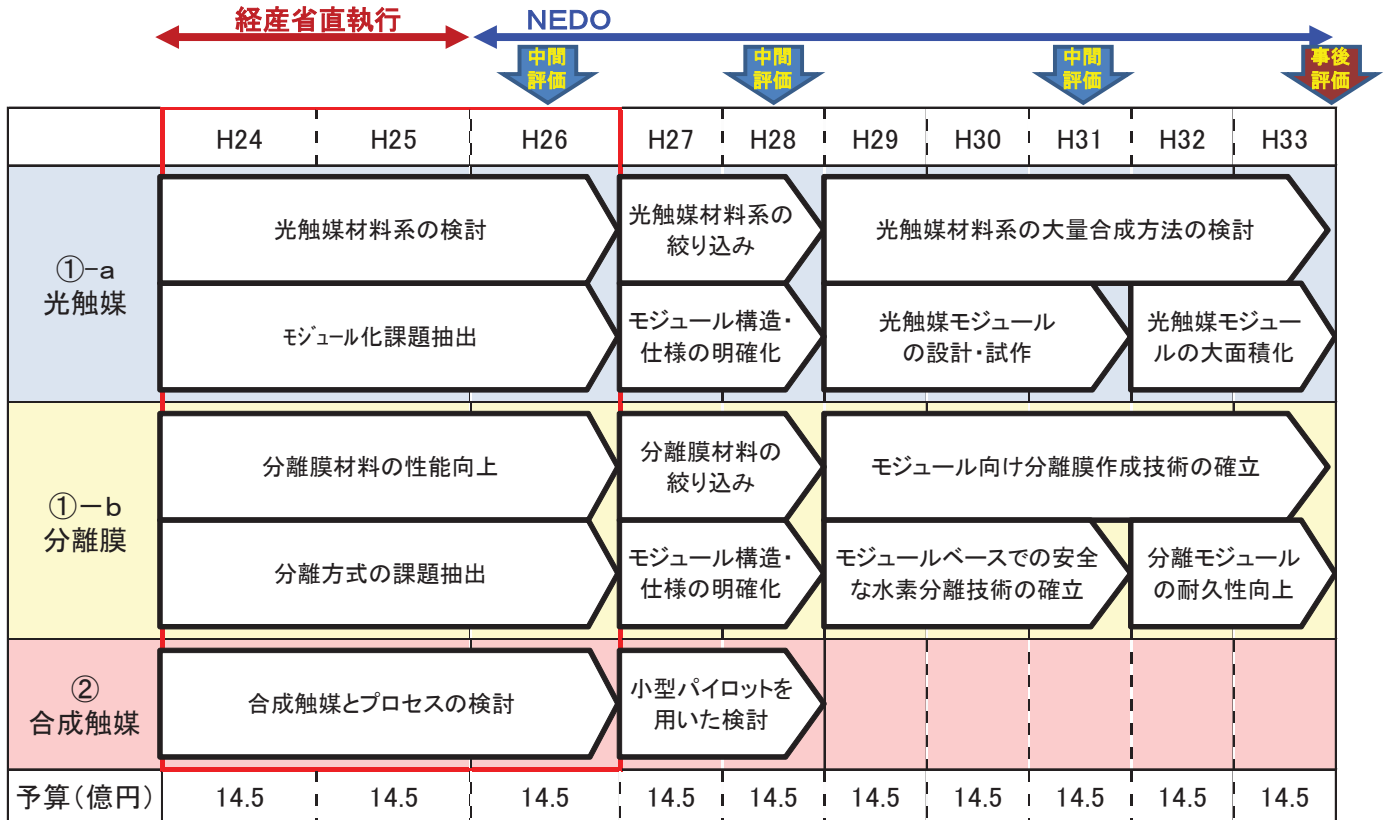 経産省直執行
NEDO
中間
評価
中間
評価
中間
評価
事後
評価
H24 H25 H26 H27 H28 H29 H30 H31 H32 H33
①-a
光触媒
光触媒材料系の検討
光触媒材料系の
絞り込み
光触媒材料系の大量合成方法の検討
ﾓｼﾞｭｰﾙ化課題抽出
モジュール構造・
仕様の明確化
光触媒モジュール
の設計・試作
光触媒モジュー
ルの大面積化
①－b
分離膜
分離膜材料の性能向上
分離膜材料の
絞り込み
モジュール向け分離膜作成技術の確立
分離方式の課題抽出
モジュール構造・
仕様の明確化
モジュールベースでの安全
な水素分離技術の確立
分離モジュール
の耐久性向上
②
合成触媒
合成触媒とプロセスの検討
小型パイロットを
用いた検討
予算(億円) 14.5 14.5 14.5 14.5 14.5 14.5 14.5 14.5 14.5 14.5